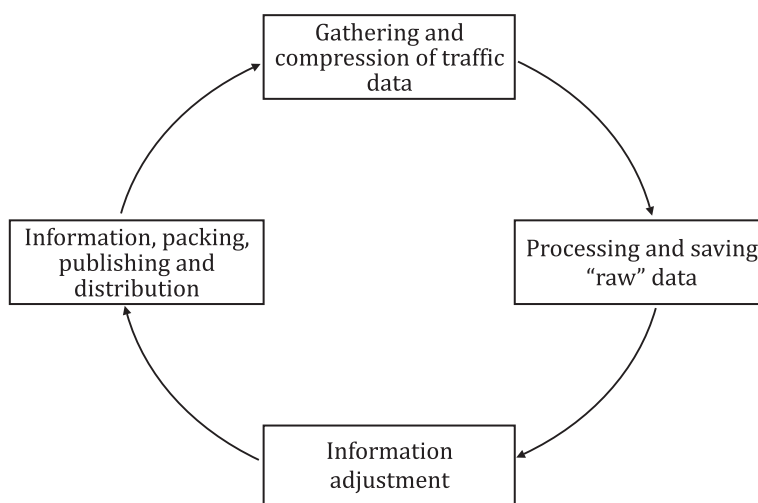 Gathering and
compression of traffic
data
Information, packing,
publishing and
distribution
Processing and saving
“raw” data
Information
adjustment